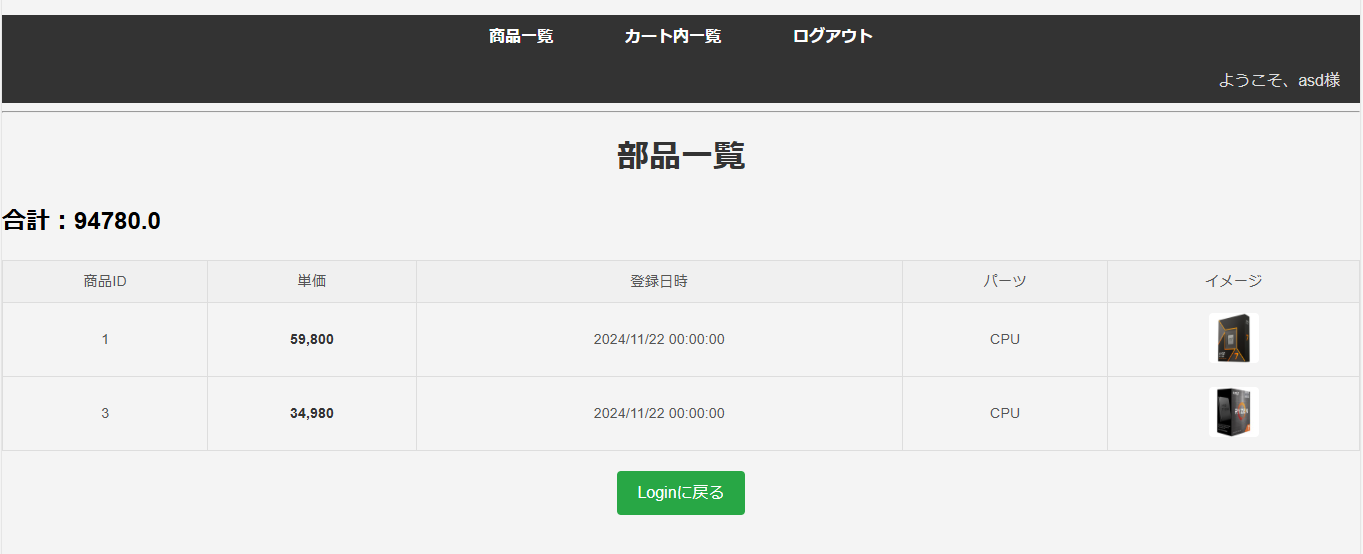 商品一覧 カート内一覧 ログアウト
ようこそ、asd様
部品一覧
合計：94780.0
商品ID 単価 登録日時 パーツ イメージ
1 59,800 2024/11/22 00:00:00 CPU
7
3 34,980 2024/11/22 00:00:00 CPU
RYZEN
Loginに戻る